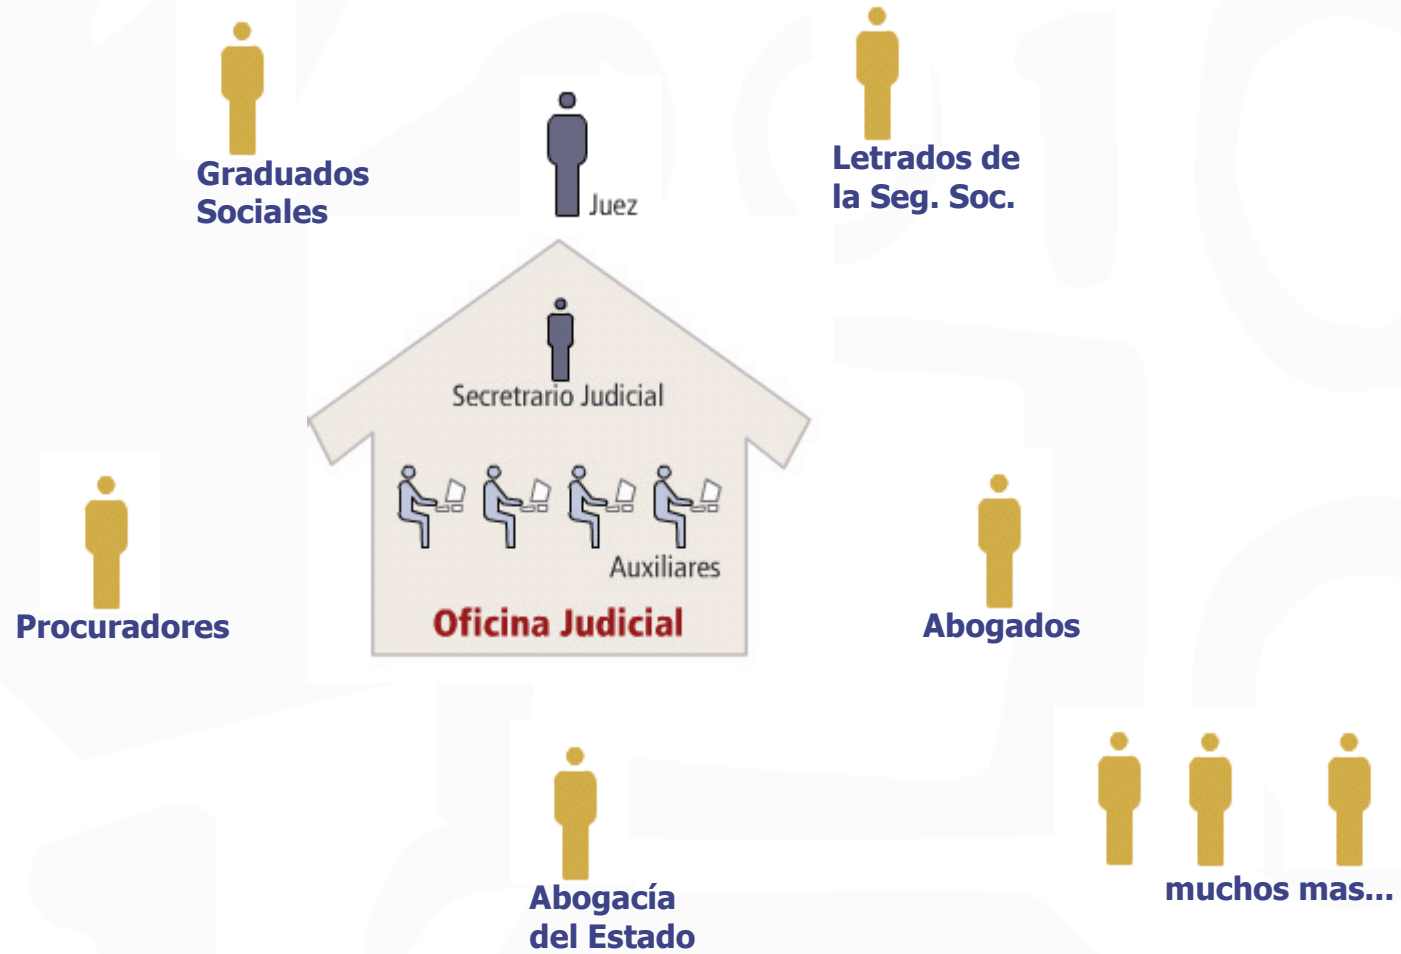 Graduados
Sociales
Juez
Letrados de
la Seg. Soc.
Secretrario Judicial
Auxiliares
Oficina Judicial
Procuradores
Abogados
Abogacía
del Estado
muchos mas...